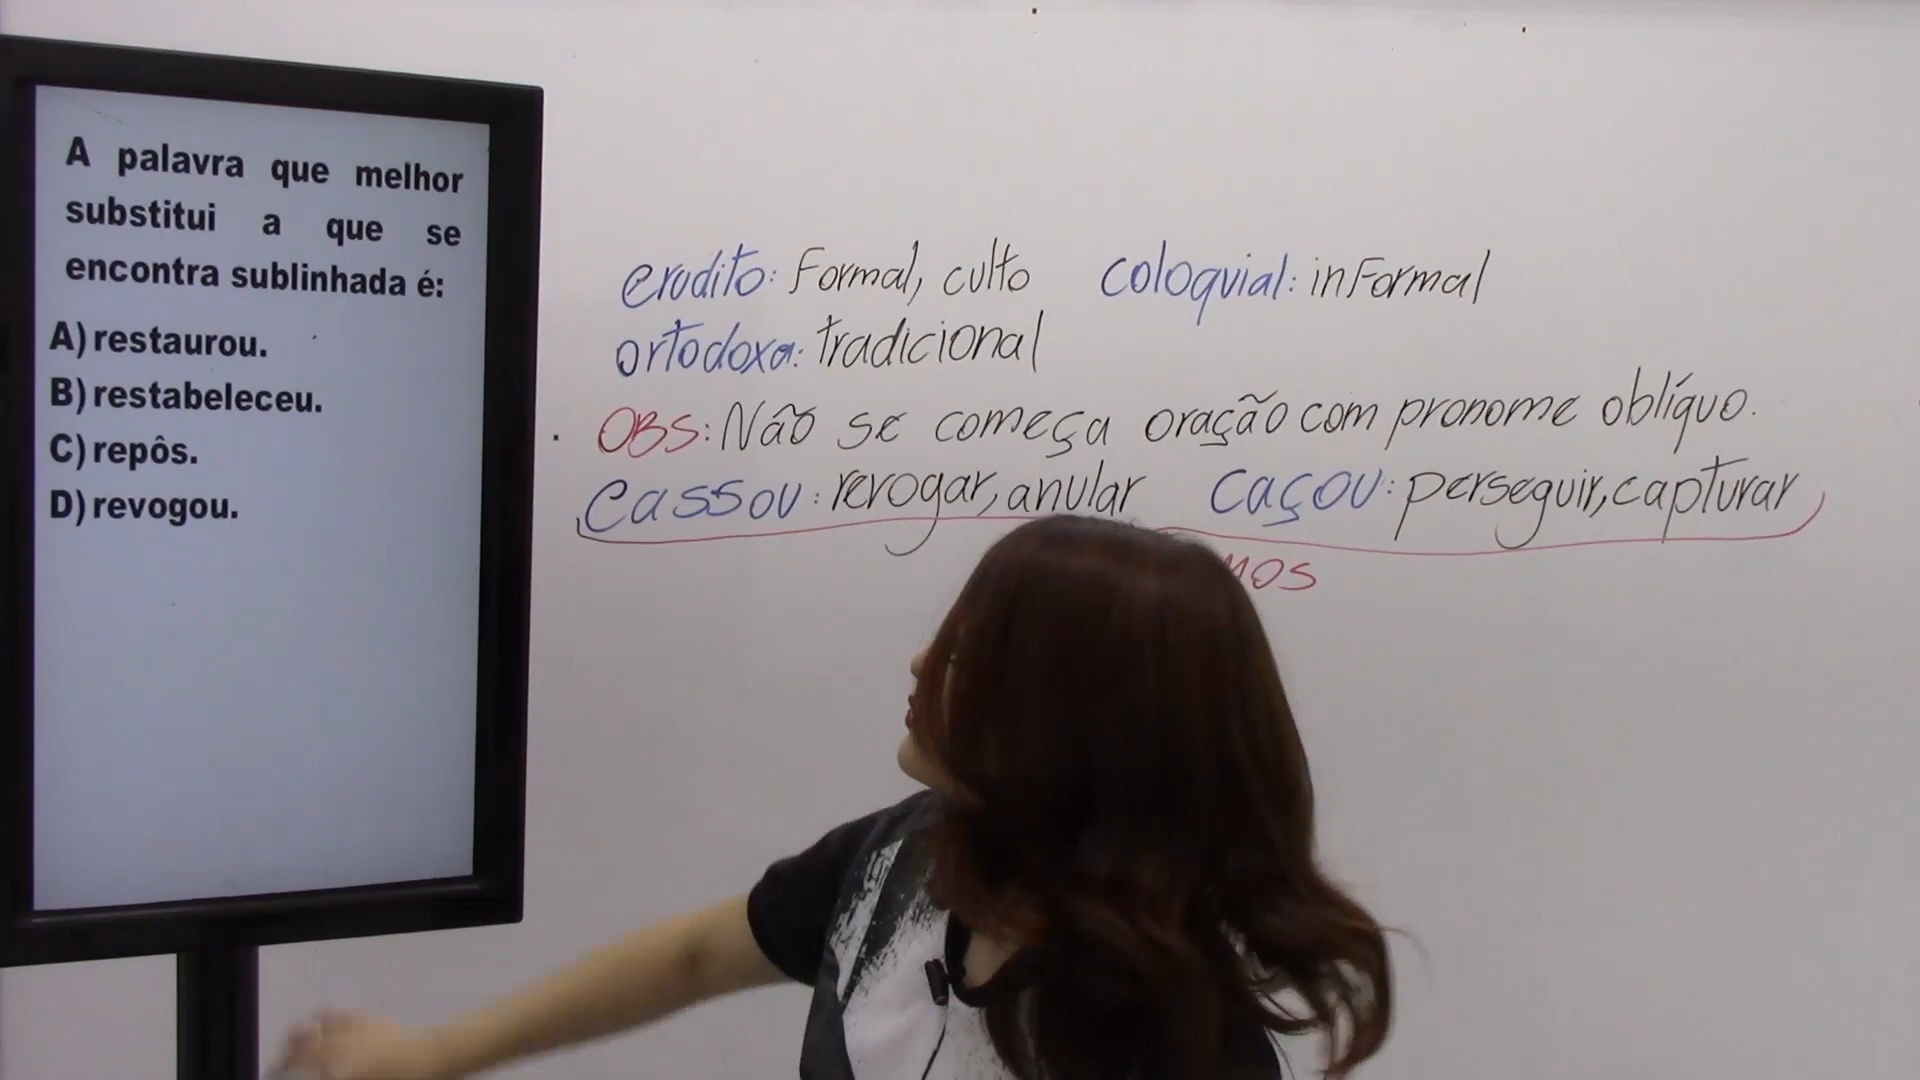 A palavra que melhor
substitui a que se
encontra sublinhada é:
A) restaurou.
B) restabeleceu.
C) repôs.
D) revogou.
erudito: Formal, culto coloquial: inFormal
ortodoxa: tradicional
OBS: Não se começa oração com pronome oblíquo.
Cassou: revogar, anular Caçou: perseguir, capturar